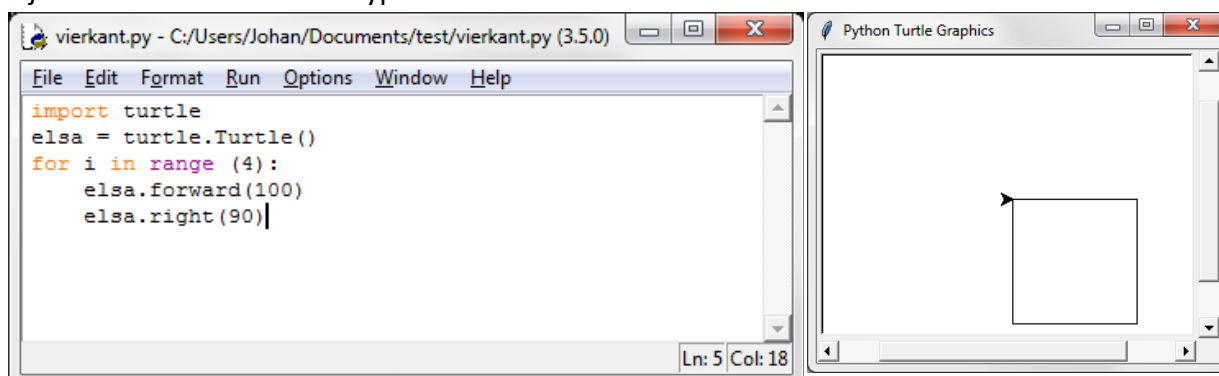 vierkant.py - C:/Users/Johan/Documents/test/vierkant.py (3.5.0)
File Edit Format Run Options Window Help
import turtle
elsa = turtle.Turtle()
for i in range (4):
    elsa.forward(100)
    elsa.right(90)
Ln: 5 Col: 18
Python Turtle Graphics